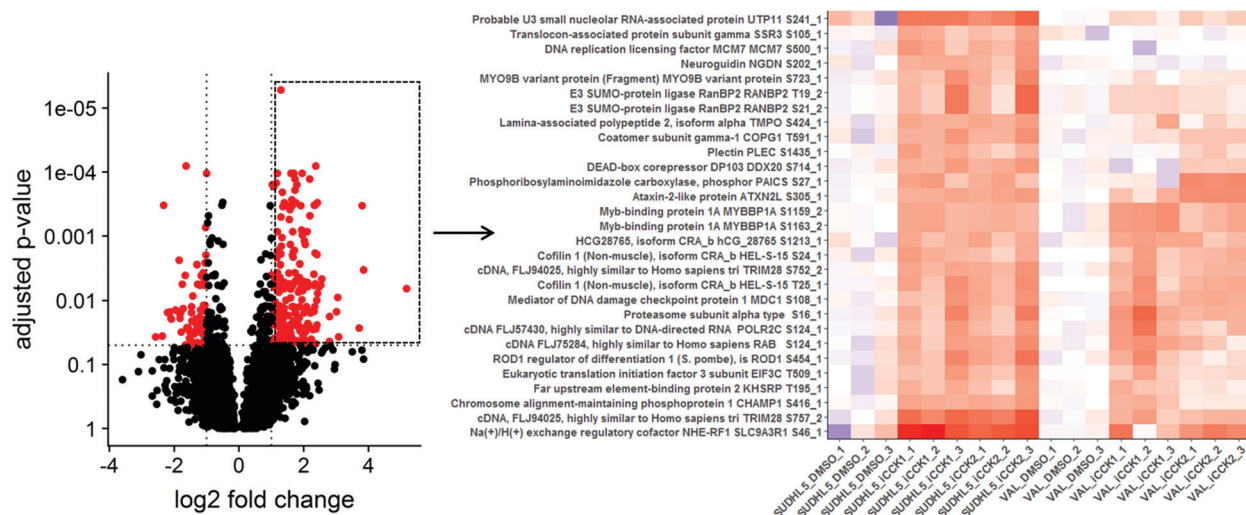 1e-05
1e-04
0.001
0.01
0.1
1
adjusted p-value
-4 -2 0 2 4
log2 fold change
Probable U3 small nucleolar RNA-associated protein UTP11 S241_1
Translocon-associated protein subunit gamma SSR3 S105_1
DNA replication licensing factor MCM7 MCM7 S500_1
Neuroguidin NGDN S202_1
MYO9B variant protein (Fragment) MYO9B variant protein S723_1
E3 SUMO-protein ligase RanBP2 RANBP2 T19_2
E3 SUMO-protein ligase RanBP2 RANBP2 S21_2
Lamina-associated polypeptide 2, isoform alpha TMPO S424_1
Coatomer subunit gamma-1 COPG1 T591_1
Plectin PLEC S1435_1
DEAD-box corepressor DP103 DDX20 S714_1
Phosphoribosylaminoimidazole carboxylase, phosphor PAICS S27_1
Ataxin-2-like protein ATXN2L S305_1
Myb-binding protein 1A MYBBP1A S1159_2
Myb-binding protein 1A MYBBP1A S1163_2
HCG28765, isoform CRA_b hCG_28765 S1213_1
Cofilin 1 (Non-muscle), isoform CRA_b HEL-S-15 S24_1
cDNA, FLJ94025, highly similar to Homo sapiens tri TRIM28 S752_2
Cofilin 1 (Non-muscle), isoform CRA_b HEL-S-15 T25_1
Mediator of DNA damage checkpoint protein 1 MDC1 S108_1
Proteasome subunit alpha type S16_1
cDNA FLJ57430, highly similar to DNA-directed RNA POLR2C S124_1
cDNA FLJ75284, highly similar to Homo sapiens RAB S124_1
ROD1 regulator of differentiation 1 (S. pombe), is ROD1 S454_1
Eukaryotic translation initiation factor 3 subunit EIF3C T509_1
Far upstream element-binding protein 2 KHSRP T195_1
Chromosome alignment-maintaining phosphoprotein 1 CHAMP1 S416_1
cDNA, FLJ94025, highly similar to Homo sapiens tri TRIM28 S757_2
Na(+)/H(+) exchange regulatory cofactor NHE-RF1 SLC9A3R1 S46_1
SUDHL5_DMSO_1
SUDHL5_DMSO_2
SUDHL5_DMSO_3
SUDHL5_iCCK1_1
SUDHL5_iCCK1_2
SUDHL5_iCCK1_3
SUDHL5_iCCK2_1
SUDHL5_iCCK2_2
SUDHL5_iCCK2_3
VAL_DMSO_1
VAL_DMSO_2
VAL_DMSO_3
VAL_iCCK1_1
VAL_iCCK1_2
VAL_iCCK1_3
VAL_iCCK2_1
VAL_iCCK2_2
VAL_iCCK2_3